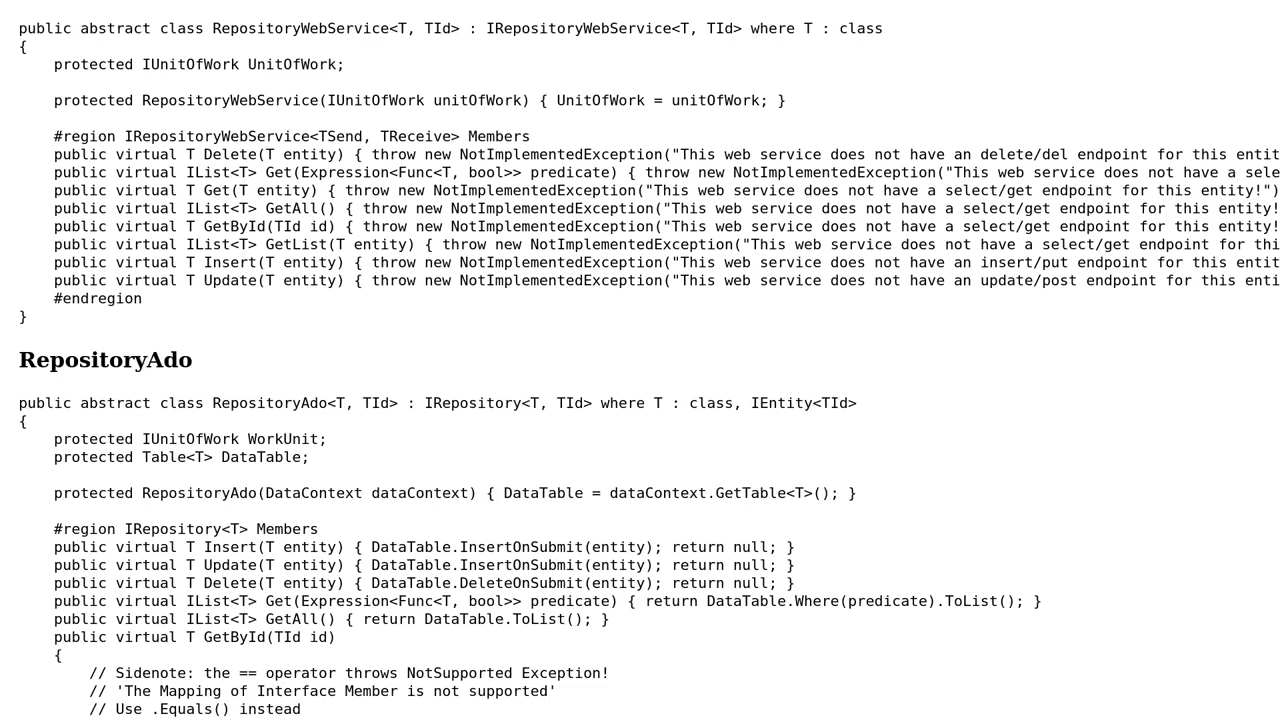 public abstract class RepositoryWebService<T, TId> : IRepositoryWebService<T, TId> where T : class
{
    protected IUnitOfWork UnitOfWork;
    protected RepositoryWebService(IUnitOfWork unitOfWork) { UnitOfWork = unitOfWork; }
    #region IRepositoryWebService<TSend, TReceive> Members
    public virtual T Delete(T entity) { throw new NotImplementedException("This web service does not have an delete/del endpoint for this entit
    public virtual IList<T> Get(Expression<Func<T, bool>> predicate) { throw new NotImplementedException("This web service does not have a sele
    public virtual T Get(T entity) { throw new NotImplementedException("This web service does not have a select/get endpoint for this entity!")
    public virtual IList<T> GetAll() { throw new NotImplementedException("This web service does not have a select/get endpoint for this entity!
    public virtual T GetById(TId id) { throw new NotImplementedException("This web service does not have a select/get endpoint for this entity!
    public virtual IList<T> GetList(T entity) { throw new NotImplementedException("This web service does not have a select/get endpoint for thi
    public virtual T Insert(T entity) { throw new NotImplementedException("This web service does not have an insert/put endpoint for this entit
    public virtual T Update(T entity) { throw new NotImplementedException("This web service does not have an update/post endpoint for this enti
    #endregion
}
RepositoryAdo
public abstract class RepositoryAdo<T, TId> : IRepository<T, TId> where T : class, IEntity<TId>
{
    protected IUnitOfWork WorkUnit;
    protected Table<T> DataTable;
    protected RepositoryAdo(DataContext dataContext) { DataTable = dataContext.GetTable<T>(); }
    #region IRepository<T> Members
    public virtual T Insert(T entity) { DataTable.InsertOnSubmit(entity); return null; }
    public virtual T Update(T entity) { DataTable.InsertOnSubmit(entity); return null; }
    public virtual T Delete(T entity) { DataTable.DeleteOnSubmit(entity); return null; }
    public virtual IList<T> Get(Expression<Func<T, bool>> predicate) { return DataTable.Where(predicate).ToList(); }
    public virtual IList<T> GetAll() { return DataTable.ToList(); }
    public virtual T GetById(TId id)
    {
        // Sidenote: the == operator throws NotSupported Exception!
        // 'The Mapping of Interface Member is not supported'
        // Use .Equals() instead